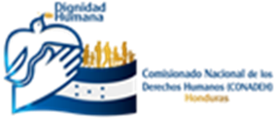 Dignidad
Humana
Comisionado Nacional de los
Derechos Humanos (CONADEH)
Honduras